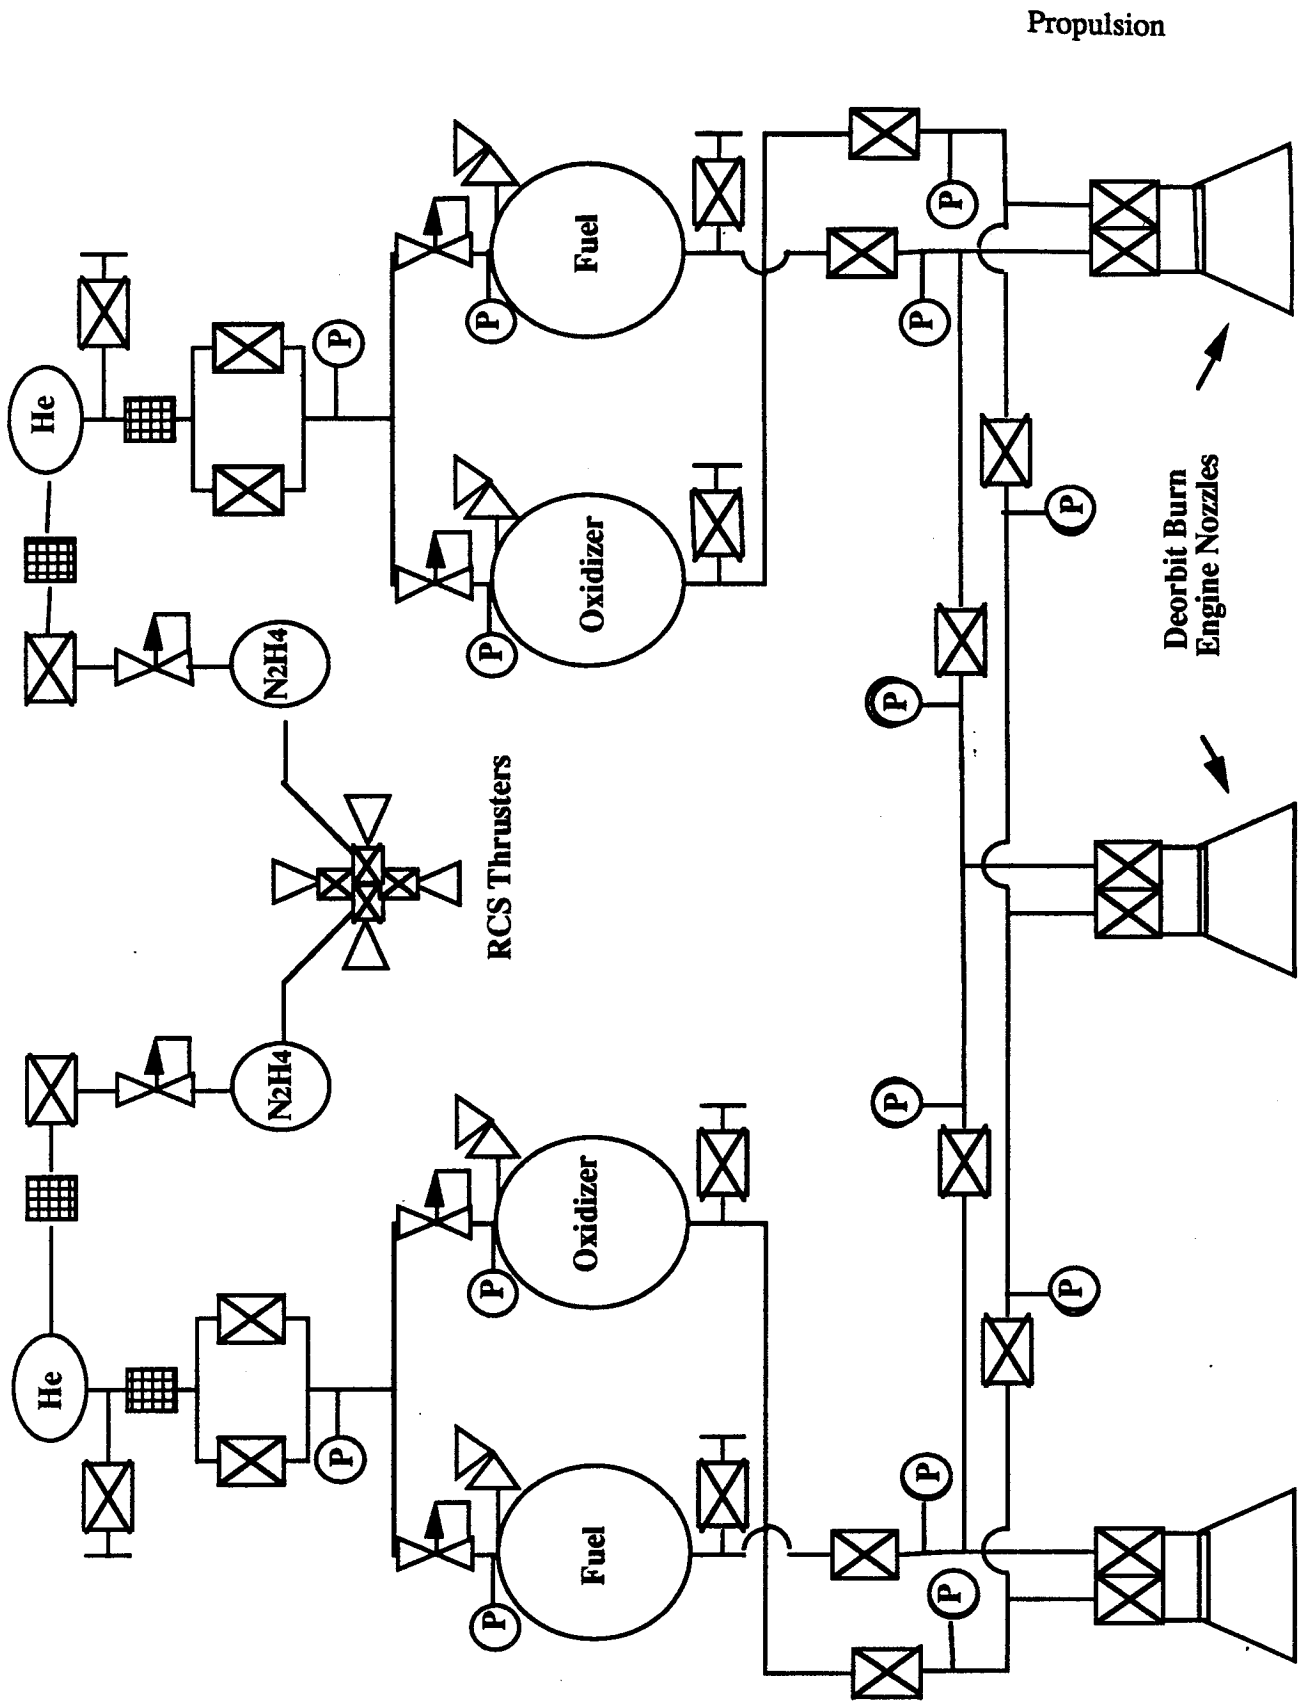 Propulsion
He
He
N2H4
N2H4
P
P
P
P
RCS Thrusters
P
P
Fuel
Oxidizer
Oxidizer
Fuel
P
P
P
P
P
P
P
P
Deorbit Burn
Engine Nozzles